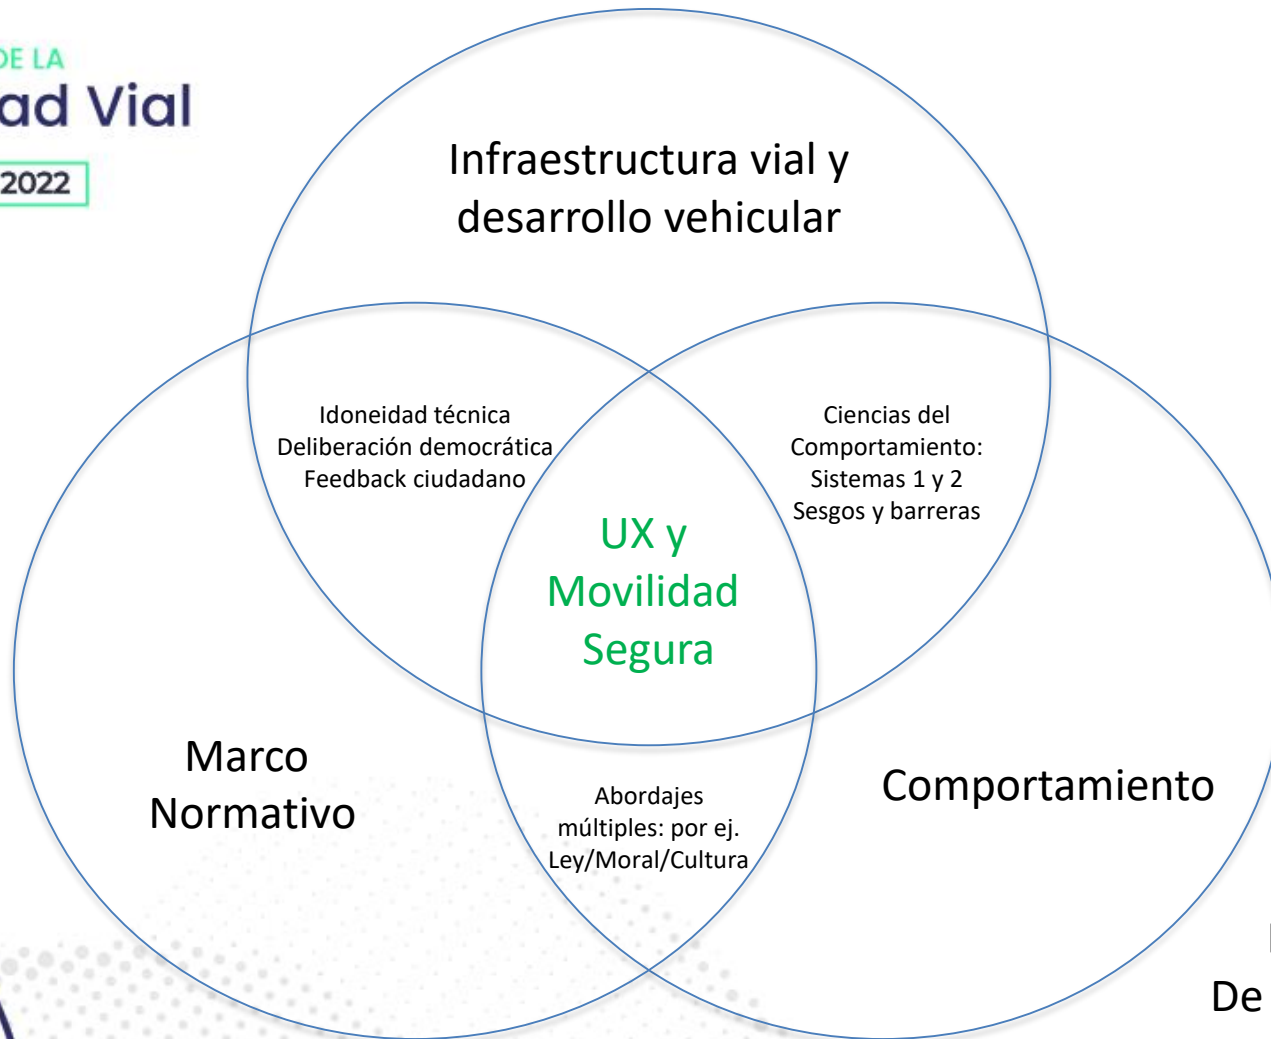 DE LA
ad Vial
2022
Infraestructura vial y
desarrollo vehicular
Idoneidad técnica
Deliberación democrática
Feedback ciudadano
Ciencias del
Comportamiento:
Sistemas 1 y 2
Sesgos y barreras
UX y
Movilidad
Segura
Marco
Normativo
Comportamiento
Abordajes
múltiples: por ej.
Ley/Moral/Cultura
De